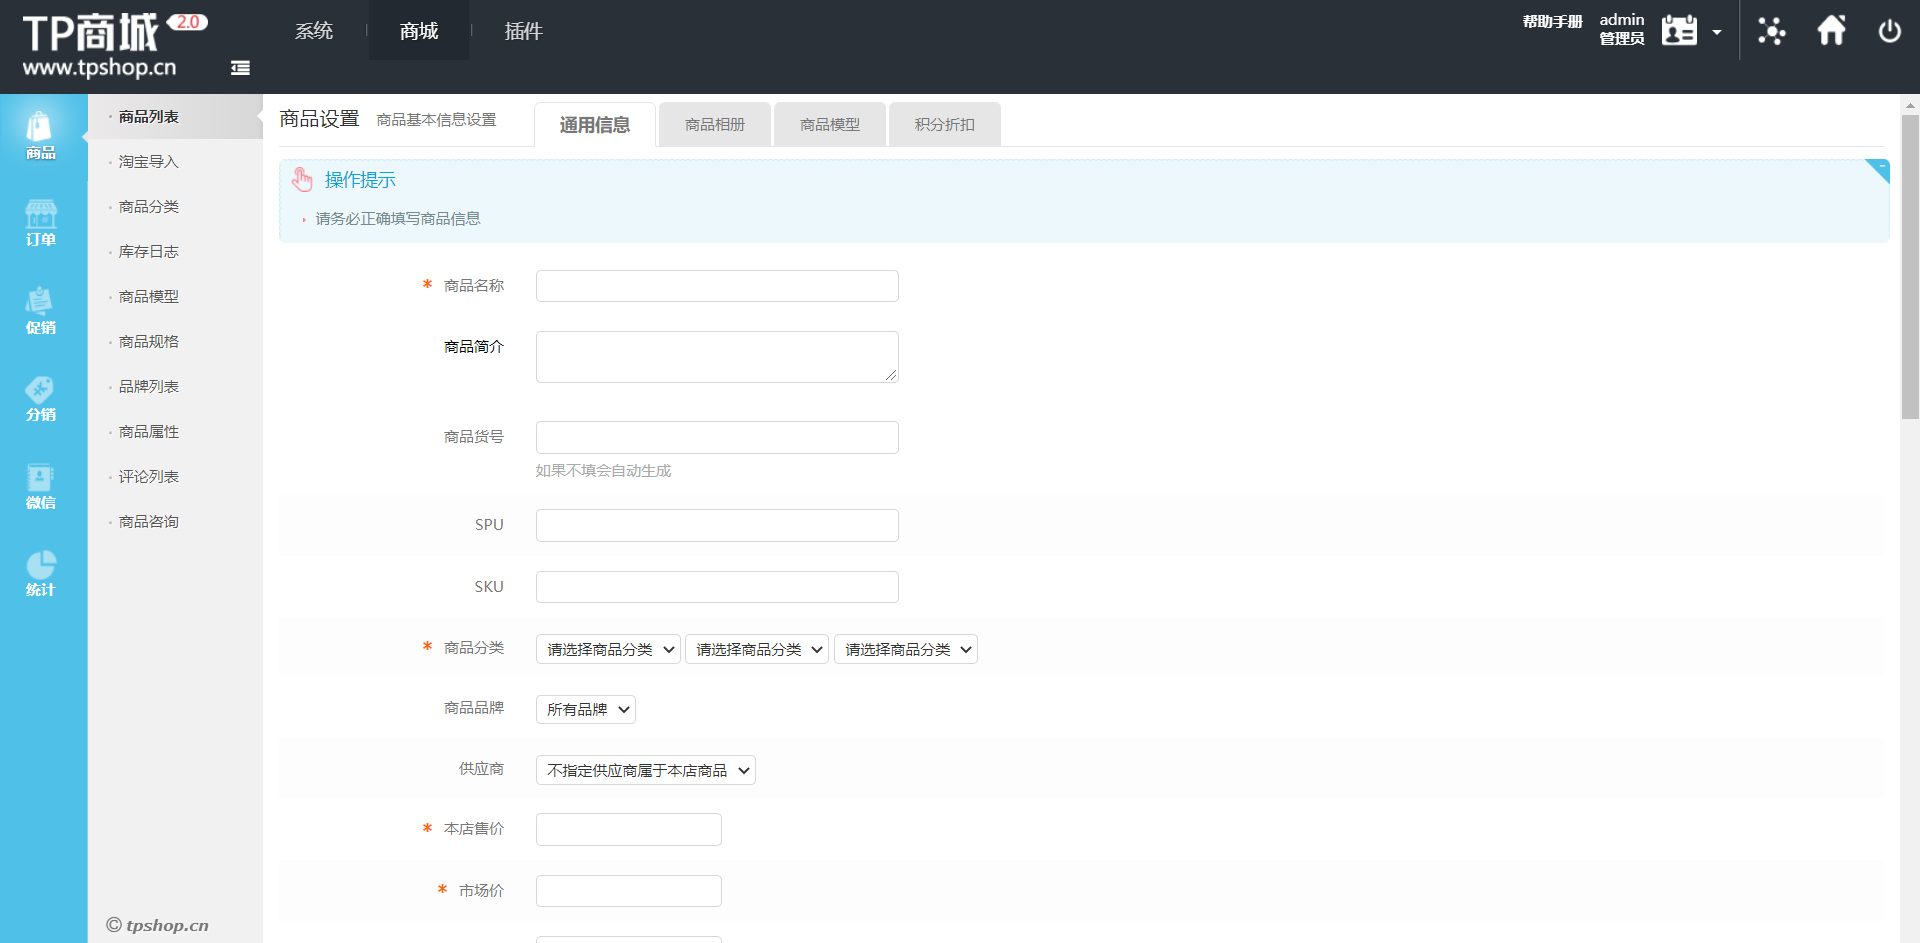 TP商城 2.0
www.tpshop.cn
系统
商城
插件
帮助手册
admin
管理员
商品
订单
促销
分销
微信
统计
商品列表
淘宝导入
商品分类
库存日志
商品模型
商品规格
品牌列表
商品属性
评论列表
商品咨询
© tpshop.cn
商品设置 商品基本信息设置
通用信息
商品相册
商品模型
积分折扣
操作提示
请务必正确填写商品信息
* 商品名称
商品简介
商品货号
如果不填会自动生成
SPU
SKU
* 商品分类 请选择商品分类 请选择商品分类 请选择商品分类
商品品牌 所有品牌
供应商 不指定供应商属于本店商品
* 本店售价
* 市场价